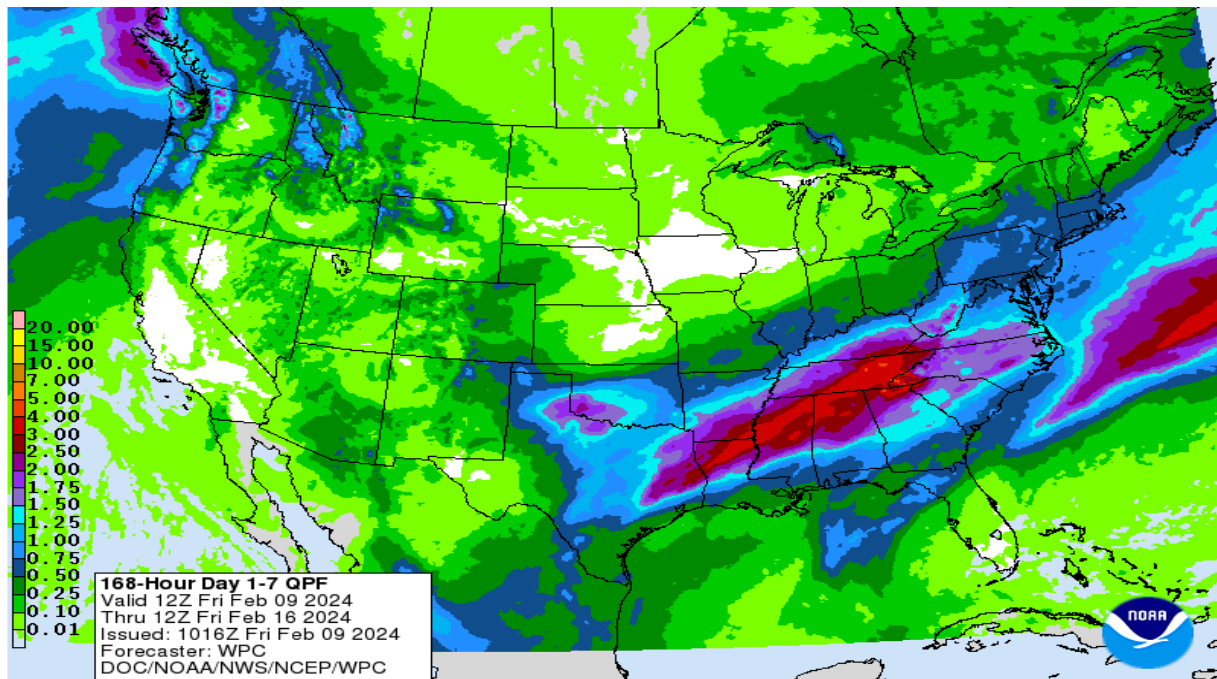 20.00
15.00
10.00
7.00
5.00
4.00
3.00
2.50
2.00
1.75
1.50
1.25
1.00
0.75
0.50
0.25
0.10
0.01
168-Hour Day 1-7 QPF
Valid 12Z Fri Feb 09 2024
Thru 12Z Fri Feb 16 2024
Issued: 1016Z Fri Feb 09 2024
Forecaster: WPC
DOC/NOAA/NWS/NCEP/WPC
NOAA